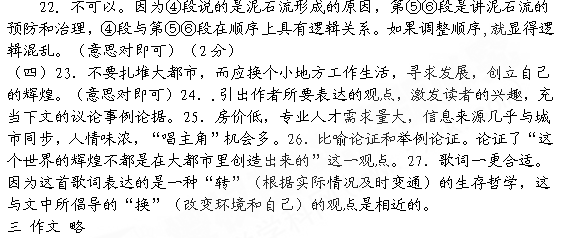 22. 不可以。因为④段说的是泥石流形成的原因，第⑤⑥段是讲泥石流的
预防和治理，④段与第⑤⑥段在顺序上具有逻辑关系。如果调整顺序,就显得逻
辑混乱。（意思对即可）（2分）
（四）23. 不要扎堆大都市，而应换个小地方工作生活，寻求发展，创立自己
的辉煌。（意思对即可）24. .引出作者所要表达的观点，激发读者的兴趣，充
当下文的议论事例论据。25. 房价低，专业人才需求量大，信息来源几乎与城
市同步，人情味浓，“唱主角”机会多。26. 比喻论证和举例论证。论证了“这
个世界的辉煌不都是在大都市里创造出来的”这一观点。27. 歌词一更合适。
因为这首歌词表达的是一种“转”（根据实际情况及时变通）的生存哲学，这
与文中所倡导的“换”（改变环境和自己）的观点是相近的。
三 作文 略